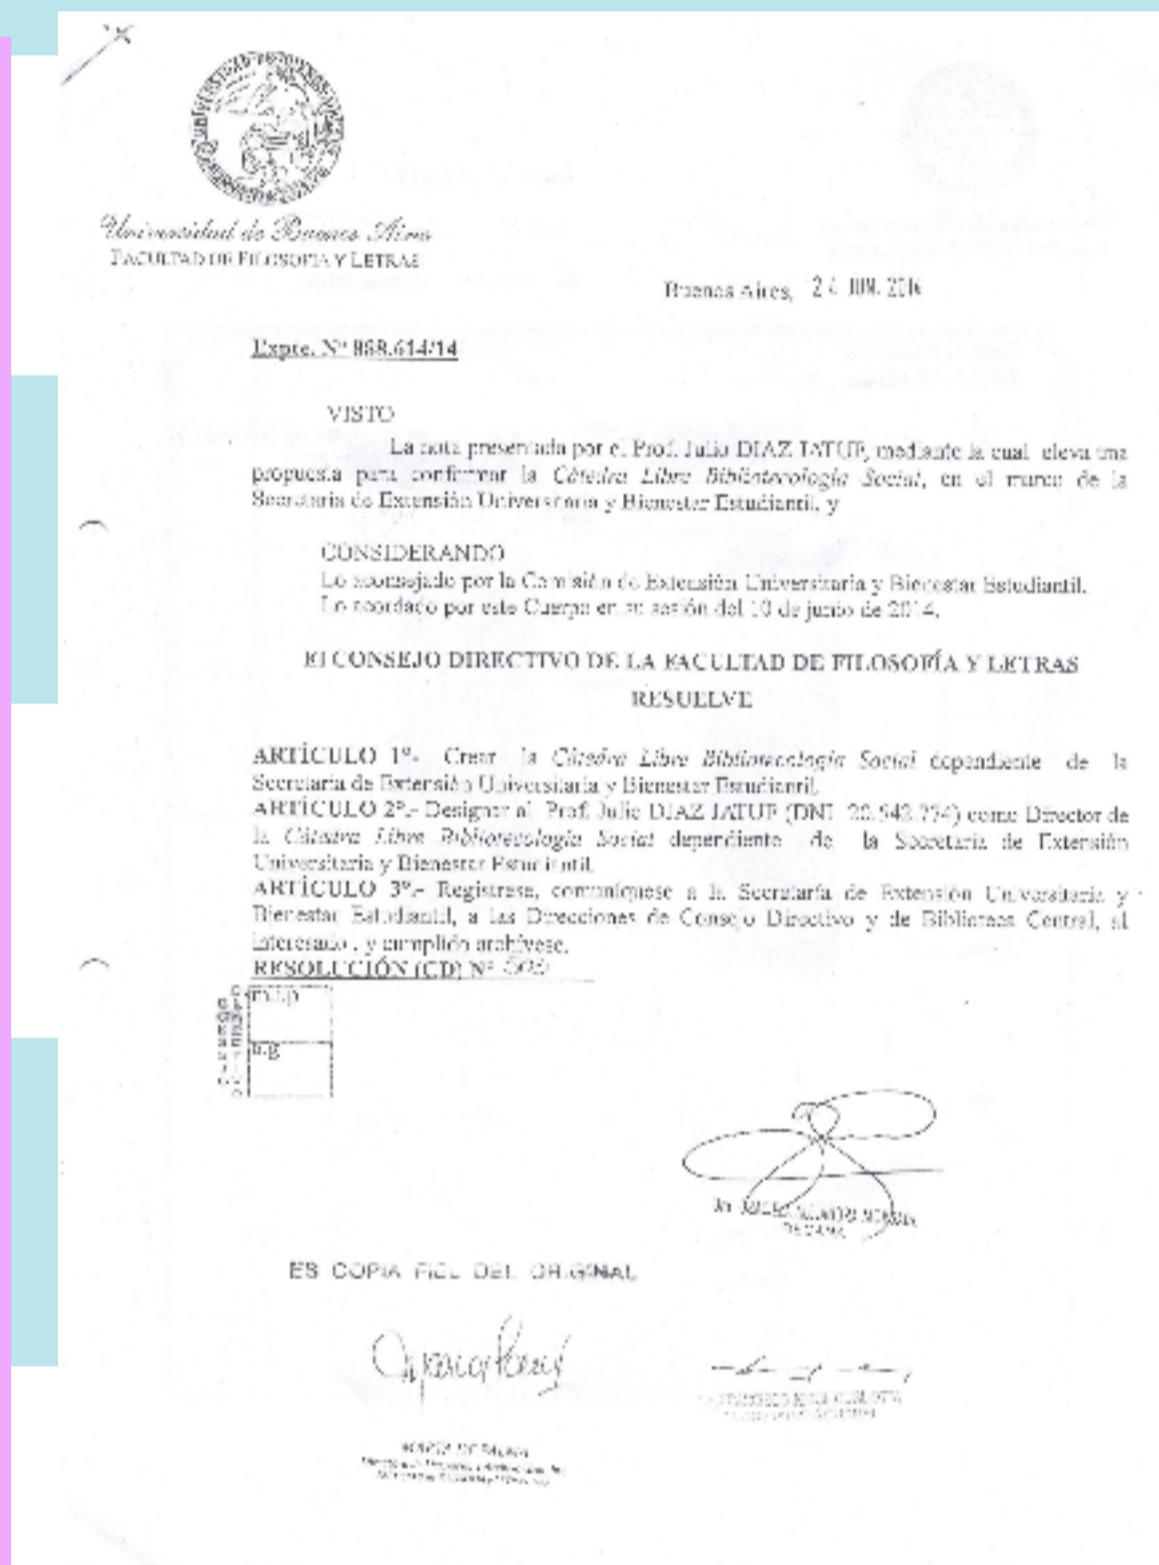 Universidad de Buenos Aires
FACULTAD DE FILOSOFIA Y LETRAS
Buenos Aires, 24 JUN. 2014
Expte. Nº 888.614/14
VISTO
La nota presentada por el Prof. Julio DIAZ JATUF, mediante la cual eleva una
propuesta para conformar la Cátedra Libre Bibliotecología Social, en el marco de la
Secretaría de Extensión Universitaria y Bienestar Estudiantil, y
CONSIDERANDO
Lo aconsejado por la Comisión de Extensión Universitaria y Bienestar Estudiantil.
Lo acordado por este Cuerpo en su sesión del 10 de junio de 2014.
El CONSEJO DIRECTIVO DE LA FACULTAD DE FILOSOFÍA Y LETRAS
RESUELVE
ARTÍCULO 1º.- Crear la Cátedra Libre Bibliotecología Social dependiente de la
Secretaría de Extensión Universitaria y Bienestar Estudiantil.
ARTÍCULO 2º.- Designar al Prof. Julio DIAZ JATUF (DNI 20.542.774) como Director de
la Cátedra Libre Bibliotecología Social dependiente de la Secretaría de Extensión
Universitaria y Bienestar Estudiantil.
ARTÍCULO 3º.- Regístrese, comuníquese a la Secretaría de Extensión Universitaria y
Bienestar Estudiantil, a las Direcciones de Consejo Directivo y de Biblioteca Central, al
interesado , y cumplido archívese.
RESOLUCIÓN (CD) Nº
m.i.p
b.g
DECANA
ES COPIA FIEL DEL ORIGINAL